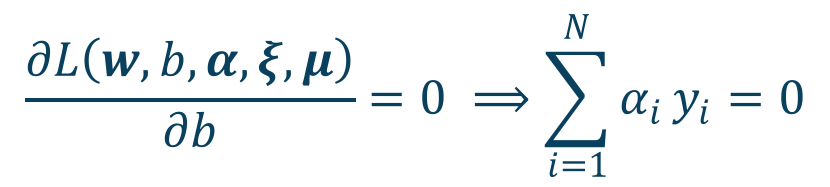 ∂L(w, b, α, ξ, μ)/∂b = 0 ⟹ ∑_{i=1}^{N} α_i y_i = 0